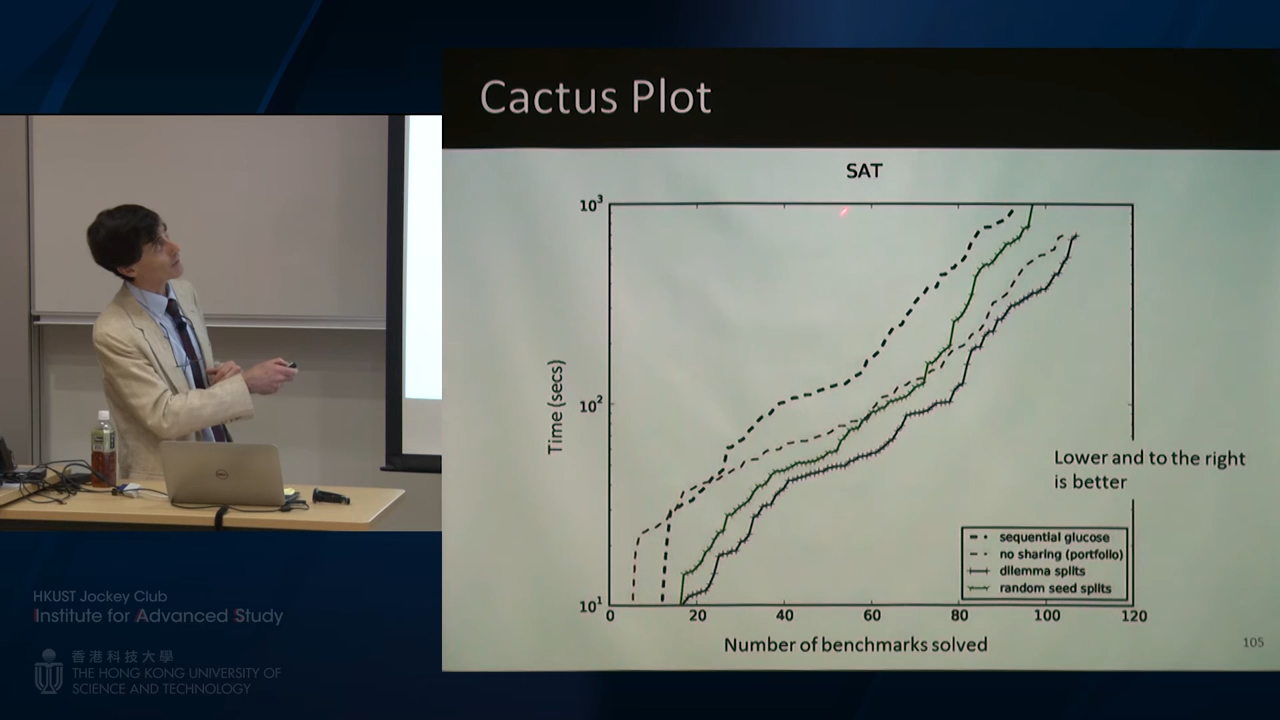 Cactus Plot
SAT
10³
10²
10¹
Time (secs)
0 20 40 60 80 100 120
Number of benchmarks solved
Lower and to the right
is better
sequential glucose
no sharing (portfolio)
dilemma splits
random seed splits
105
DELL
HKUST Jockey Club
Institute for Advanced Study
香港科技大學
THE HONG KONG UNIVERSITY OF
SCIENCE AND TECHNOLOGY